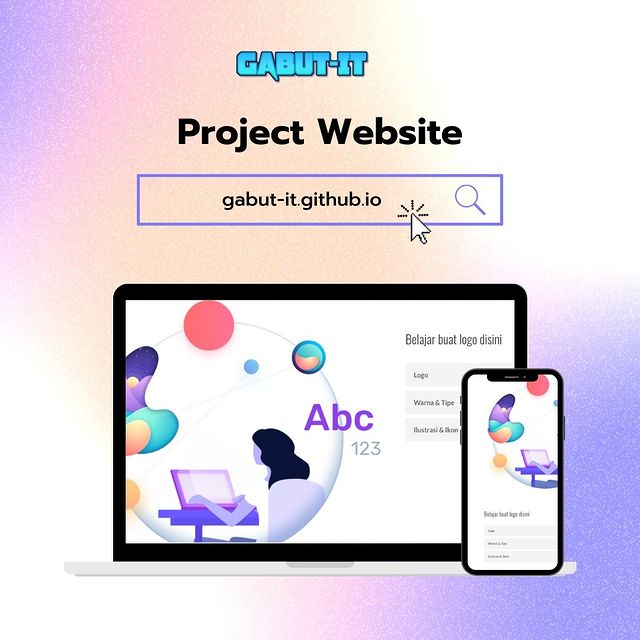 GABUT-IT
Project Website
gabut-it.github.io
Belajar buat logo disini
Logo
Warna & Tipe
Ilustrasi & Ikon
Abc
123
Belajar buat logo disini
Logo
Warna & Tipe
Ilustrasi & Ikon